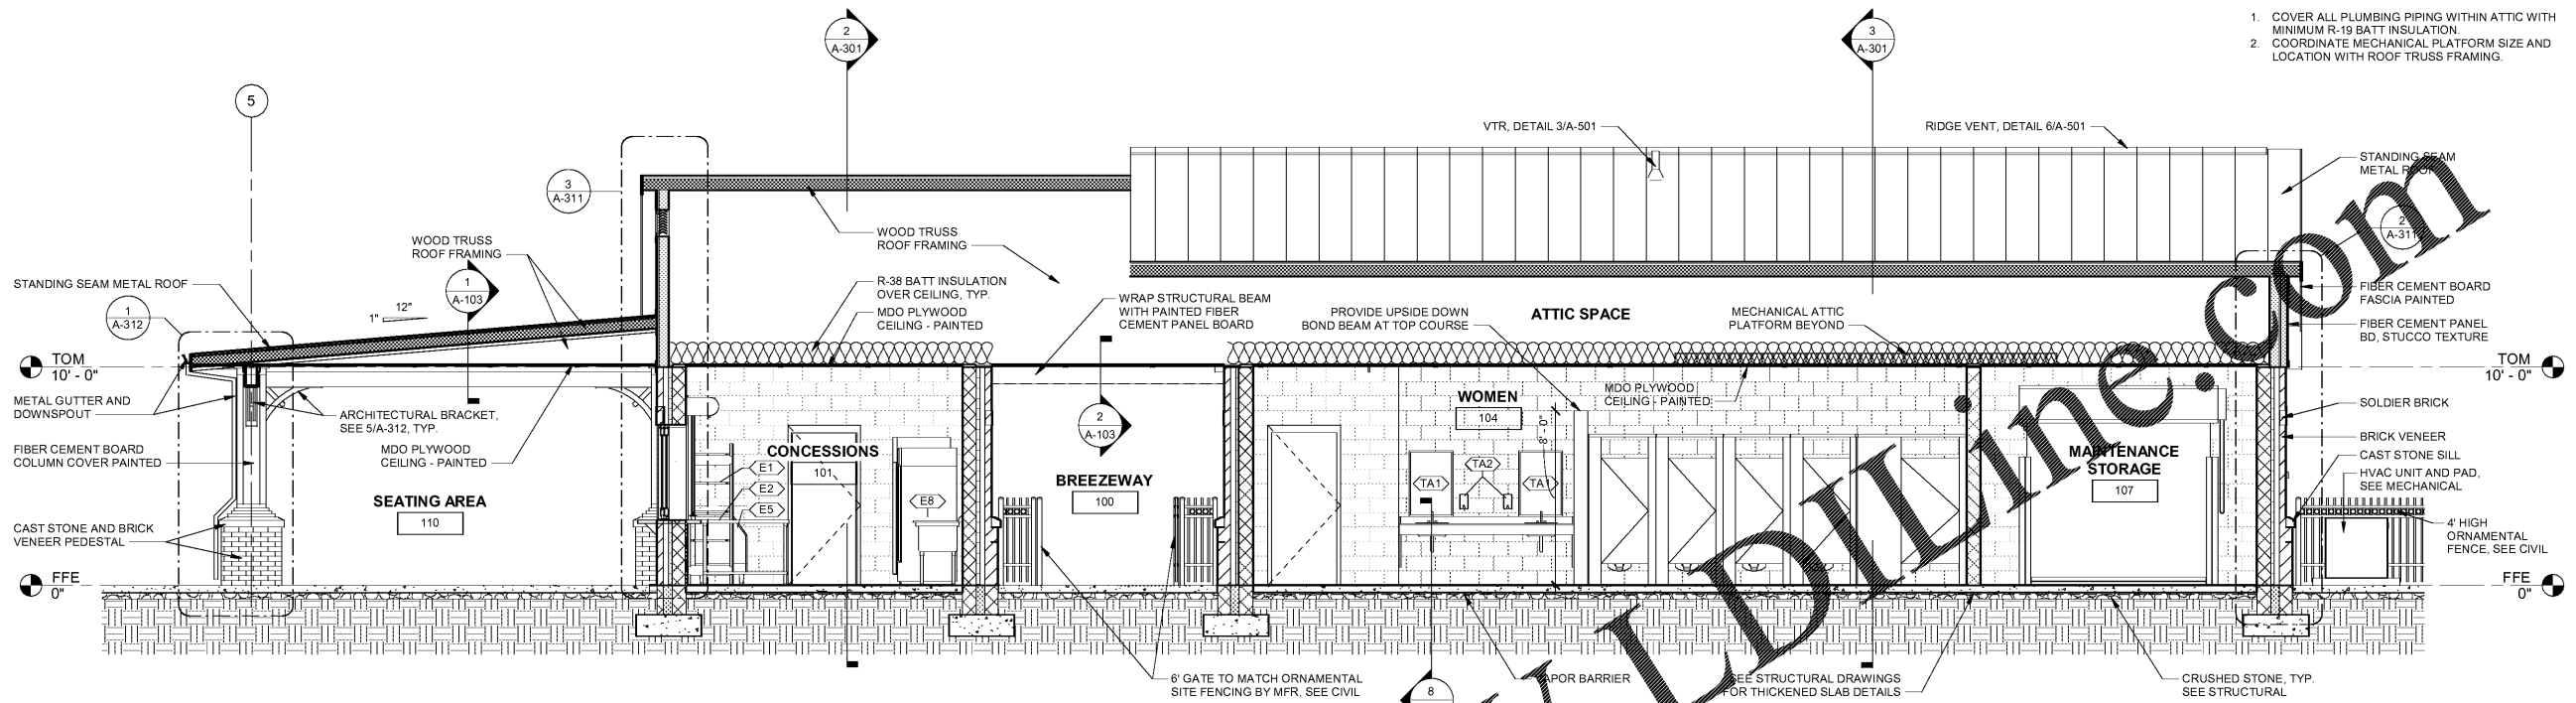 1. COVER ALL PLUMBING PIPING WITHIN ATTIC WITH
MINIMUM R-19 BATT INSULATION.
2. COORDINATE MECHANICAL PLATFORM SIZE AND
LOCATION WITH ROOF TRUSS FRAMING.
2
A-301
3
A-301
5
VTR, DETAIL 3/A-501
RIDGE VENT, DETAIL 6/A-501
STANDING SEAM
METAL ROOF
3
A-311
2
A-311
WOOD TRUSS
ROOF FRAMING
WOOD TRUSS
ROOF FRAMING
STANDING SEAM METAL ROOF
1
A-103
R-38 BATT INSULATION
OVER CEILING, TYP.
MDO PLYWOOD
CEILING - PAINTED
WRAP STRUCTURAL BEAM
WITH PAINTED FIBER
CEMENT PANEL BOARD
PROVIDE UPSIDE DOWN
BOND BEAM AT TOP COURSE
ATTIC SPACE
MECHANICAL ATTIC
PLATFORM BEYOND
FIBER CEMENT BOARD
FASCIA PAINTED
FIBER CEMENT PANEL
BD, STUCCO TEXTURE
1
A-312
12"
1"
TOM
10' - 0"
TOM
10' - 0"
METAL GUTTER AND
DOWNSPOUT
ARCHITECTURAL BRACKET,
SEE 5/A-312, TYP.
FIBER CEMENT BOARD
COLUMN COVER PAINTED
MDO PLYWOOD
CEILING - PAINTED
SEATING AREA
110
CAST STONE AND BRICK
VENEER PEDESTAL
CONCESSIONS
101
E1
E2
E5
E8
2
A-103
BREEZEWAY
100
WOMEN
104
MDO PLYWOOD
CEILING - PAINTED
8' - 0"
TA1
TA2
TA1
MAINTENANCE
STORAGE
107
SOLDIER BRICK
BRICK VENEER
CAST STONE SILL
HVAC UNIT AND PAD,
SEE MECHANICAL
4' HIGH
ORNAMENTAL
FENCE, SEE CIVIL
FFE
0"
FFE
0"
6' GATE TO MATCH ORNAMENTAL
SITE FENCING BY MFR, SEE CIVIL
8
VAPOR BARRIER
SEE STRUCTURAL DRAWINGS
FOR THICKENED SLAB DETAILS
CRUSHED STONE, TYP.
SEE STRUCTURAL
LDILine.com